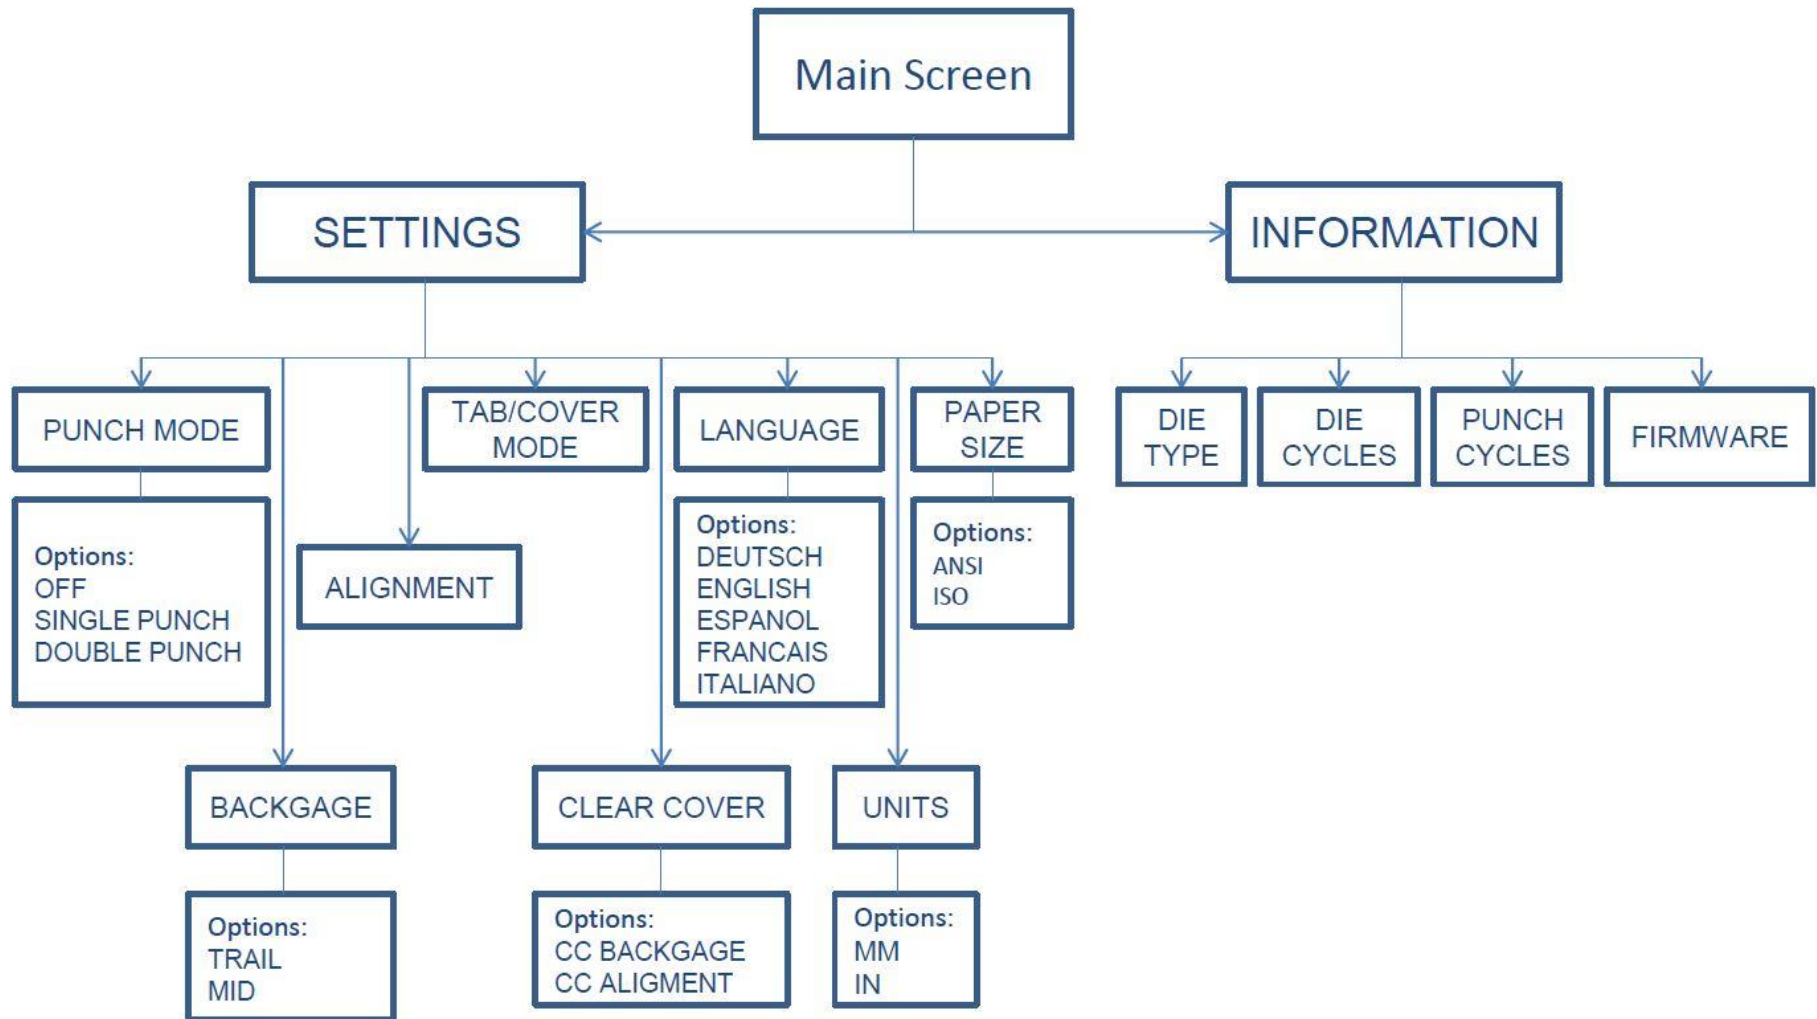 Main Screen
SETTINGS
INFORMATION
PUNCH MODE
TAB/COVER
MODE
LANGUAGE
PAPER
SIZE
DIE
TYPE
DIE
CYCLES
PUNCH
CYCLES
FIRMWARE
Options:
OFF
SINGLE PUNCH
DOUBLE PUNCH
ALIGNMENT
Options:
DEUTSCH
ENGLISH
ESPANOL
FRANCAIS
ITALIANO
Options:
ANSI
ISO
BACKGAGE
CLEAR COVER
UNITS
Options:
TRAIL
MID
Options:
CC BACKGAGE
CC ALIGMENT
Options:
MM
IN